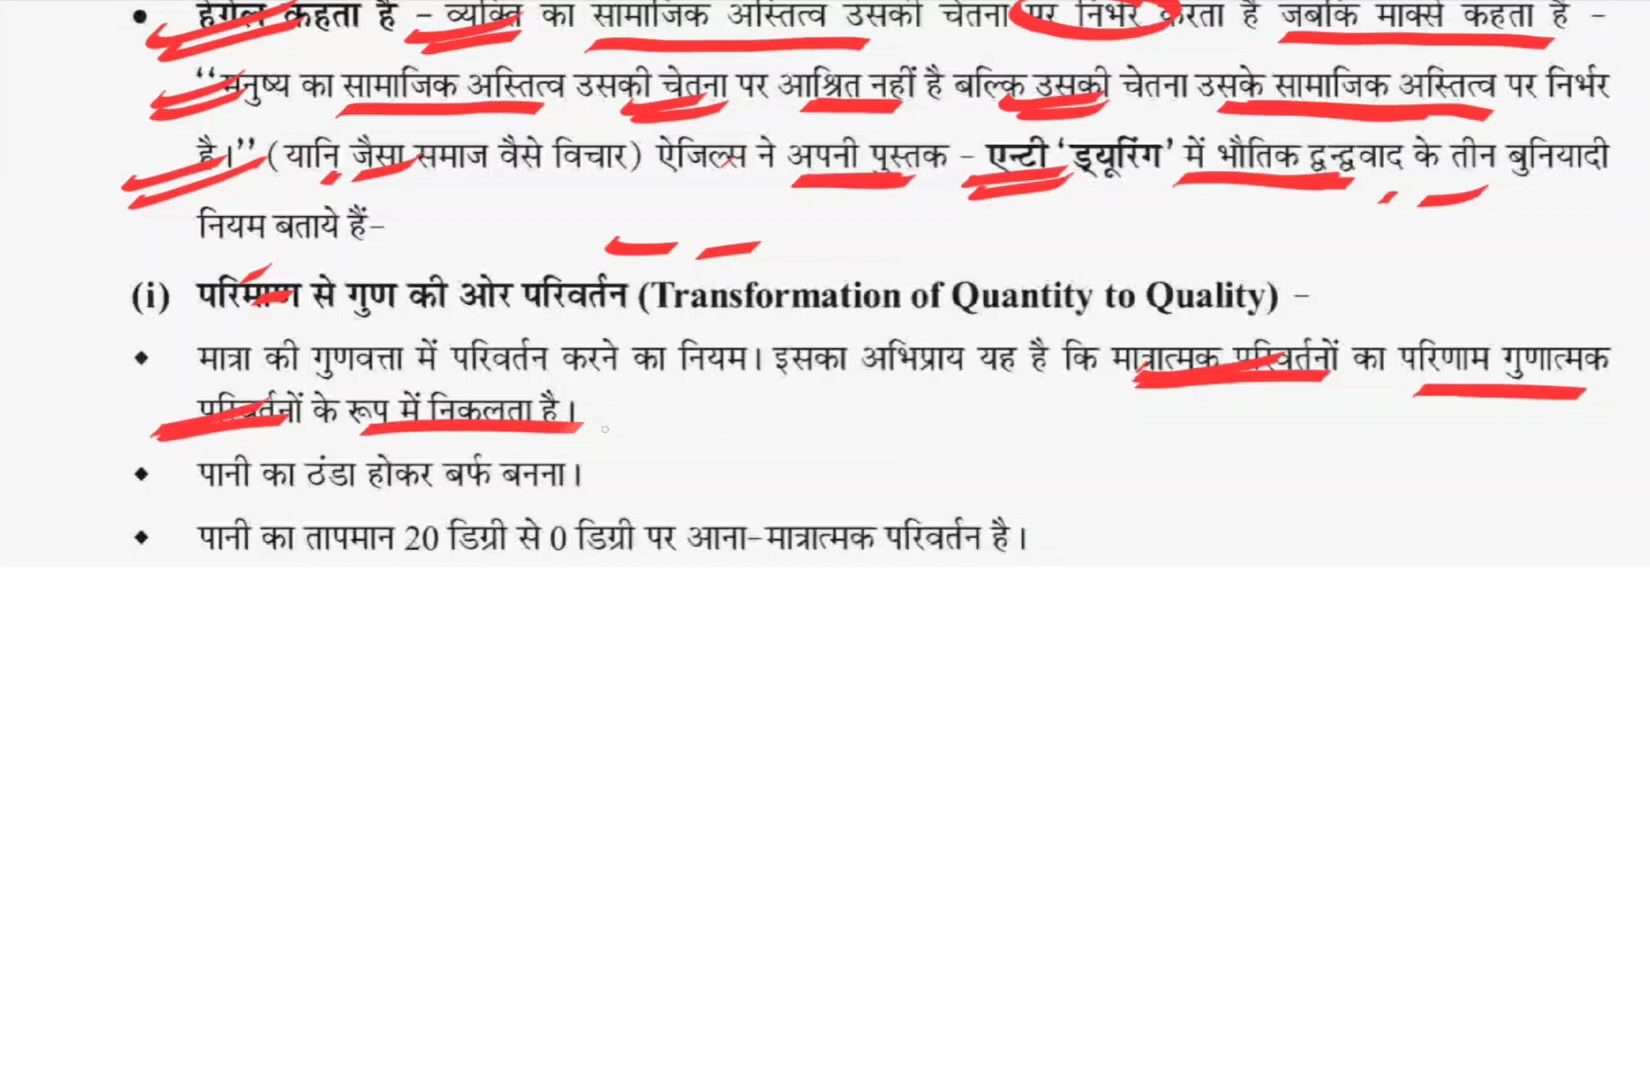 • हेगेल कहता है – व्यक्ति का सामाजिक अस्तित्व उसकी चेतना पर निर्भर करता है जबकि मार्क्स कहता है –
“मनुष्य का सामाजिक अस्तित्व उसकी चेतना पर आश्रित नहीं है बल्कि उसकी चेतना उसके सामाजिक अस्तित्व पर निर्भर
है।” (यानि जैसा समाज वैसे विचार) ऐजिल्स ने अपनी पुस्तक – एन्टी ‘ड्यूरिंग’ में भौतिक द्वन्द्ववाद के तीन बुनियादी
नियम बताये हैं–
(i) परिमाण से गुण की ओर परिवर्तन (Transformation of Quantity to Quality) –
♦ मात्रा की गुणवत्ता में परिवर्तन करने का नियम। इसका अभिप्राय यह है कि मात्रात्मक परिवर्तनों का परिणाम गुणात्मक
परिवर्तनों के रूप में निकलता है।
♦ पानी का ठंडा होकर बर्फ बनना।
♦ पानी का तापमान 20 डिग्री से 0 डिग्री पर आना–मात्रात्मक परिवर्तन है।